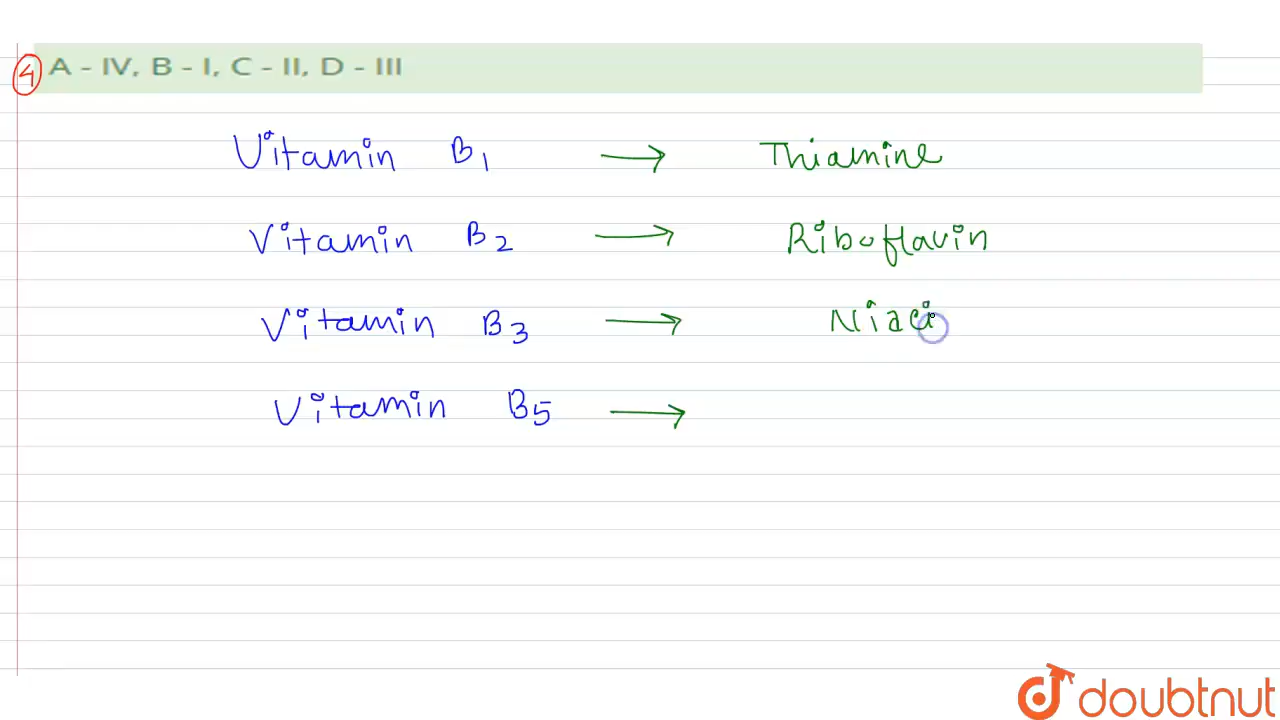 4 A - IV, B - I, C - II, D - III
Vitamin B1 → Thiamine
Vitamin B2 → Riboflavin
Vitamin B3 → Niaci
Vitamin B5 →
doubtnut